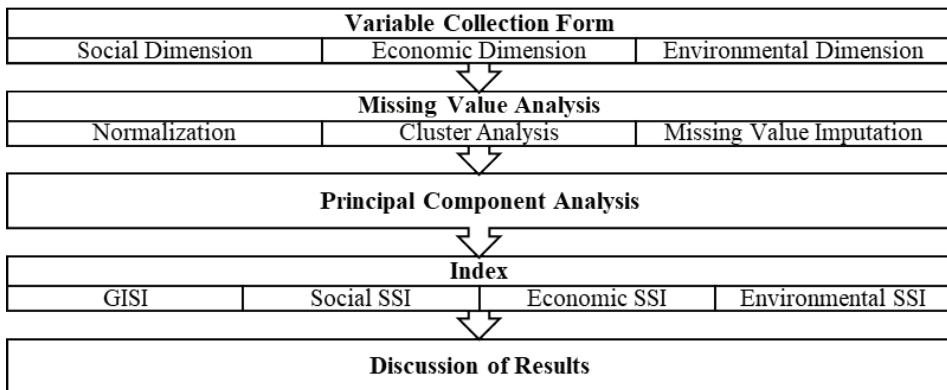 Variable Collection Form
Social Dimension Economic Dimension Environmental Dimension
Missing Value Analysis
Normalization Cluster Analysis Missing Value Imputation
Principal Component Analysis
Index
GISI Social SSI Economic SSI Environmental SSI
Discussion of Results